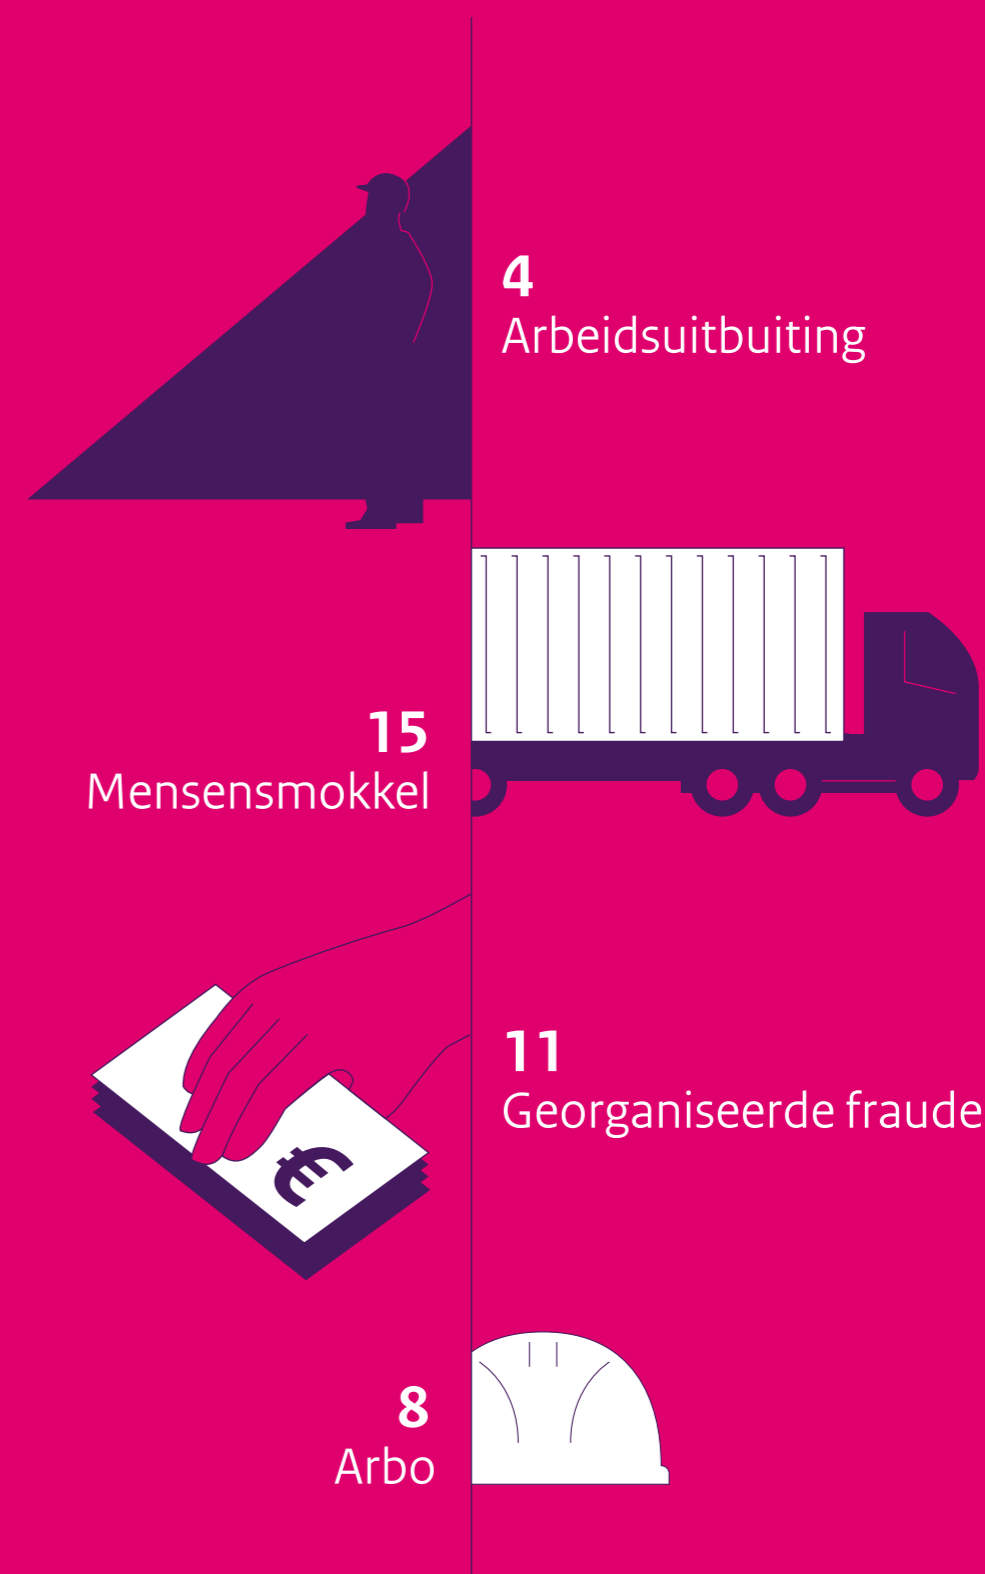 4
Arbeidsuitbuiting
15
Mensensmokkel
€
11
Georganiseerde fraude
8
Arbo